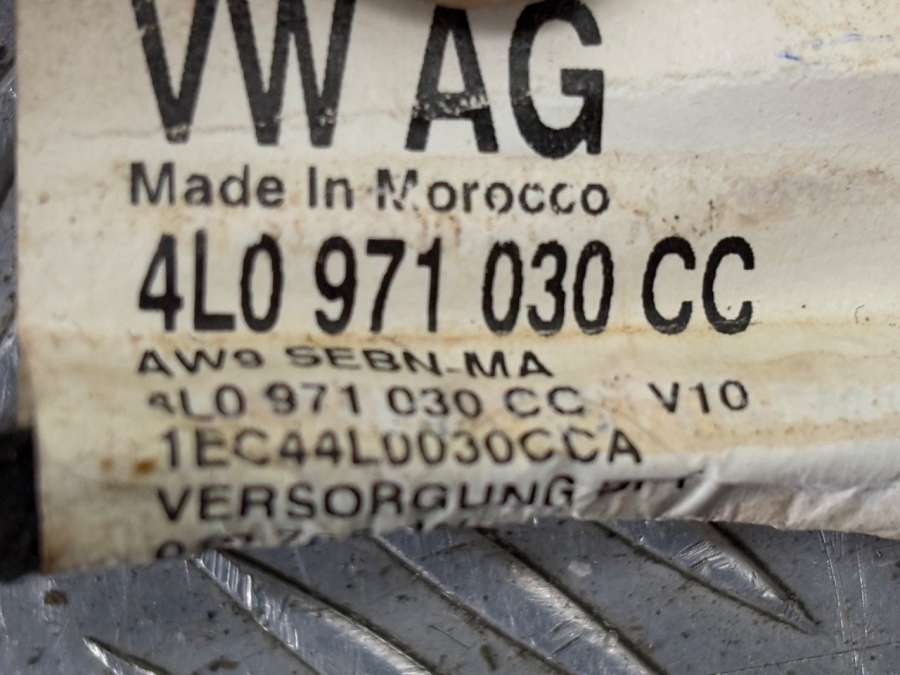 VW AG
Made In Morocco
4L0 971 030 CC
AW9 SEBN-MA
4L0 971 030 CC V10
1EC44L0030CCA
VERSORGUNG